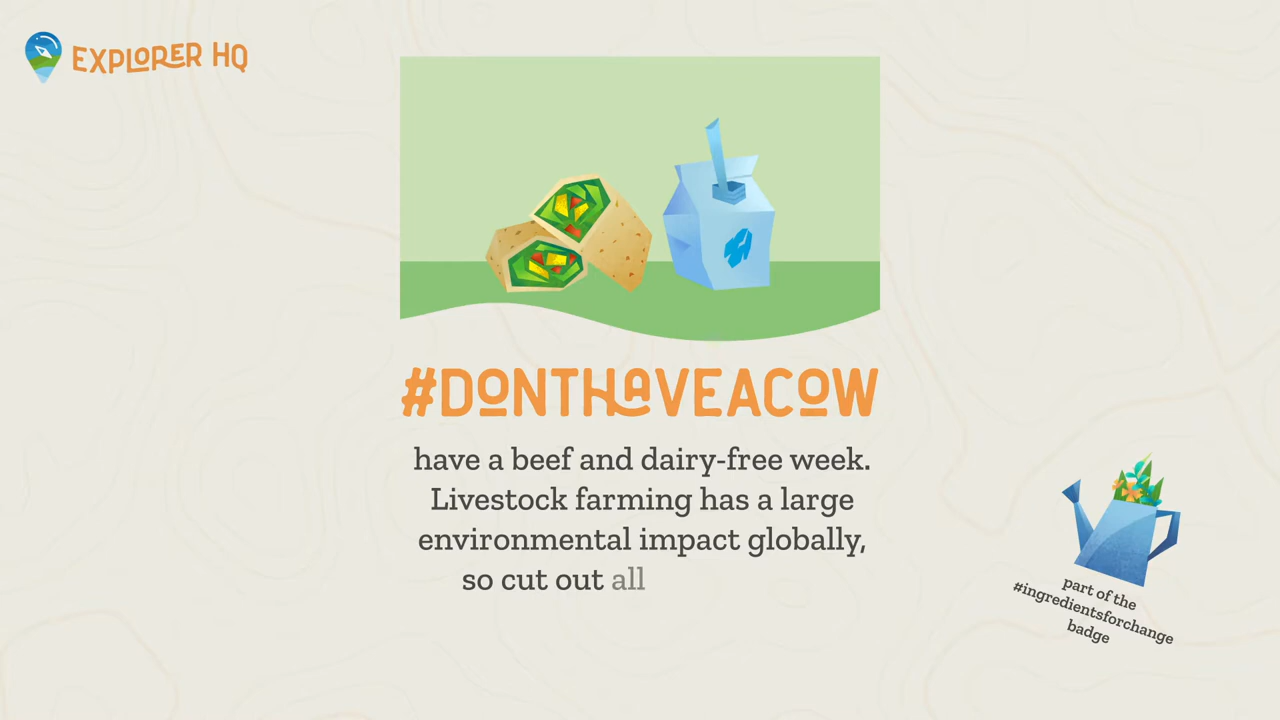 EXPLORER HQ
#DONTHAVEACOW
have a beef and dairy-free week.
Livestock farming has a large
environmental impact globally,
so cut out all
part of the
#ingredientsforchange
badge